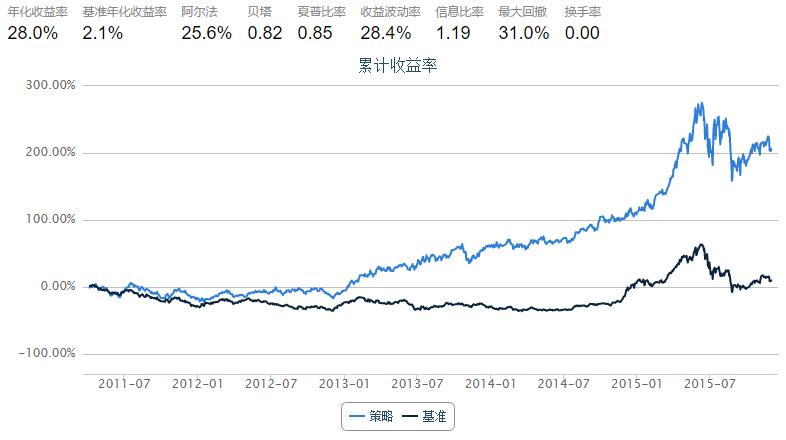 年化收益率 基准年化收益率 阿尔法 贝塔 夏普比率 收益波动率 信息比率 最大回撤 换手率
28.0% 2.1% 25.6% 0.82 0.85 28.4% 1.19 31.0% 0.00
累计收益率
300.00%
200.00%
100.00%
0.00%
-100.00%
2011-07 2012-01 2012-07 2013-01 2013-07 2014-01 2014-07 2015-01 2015-07
策略 基准